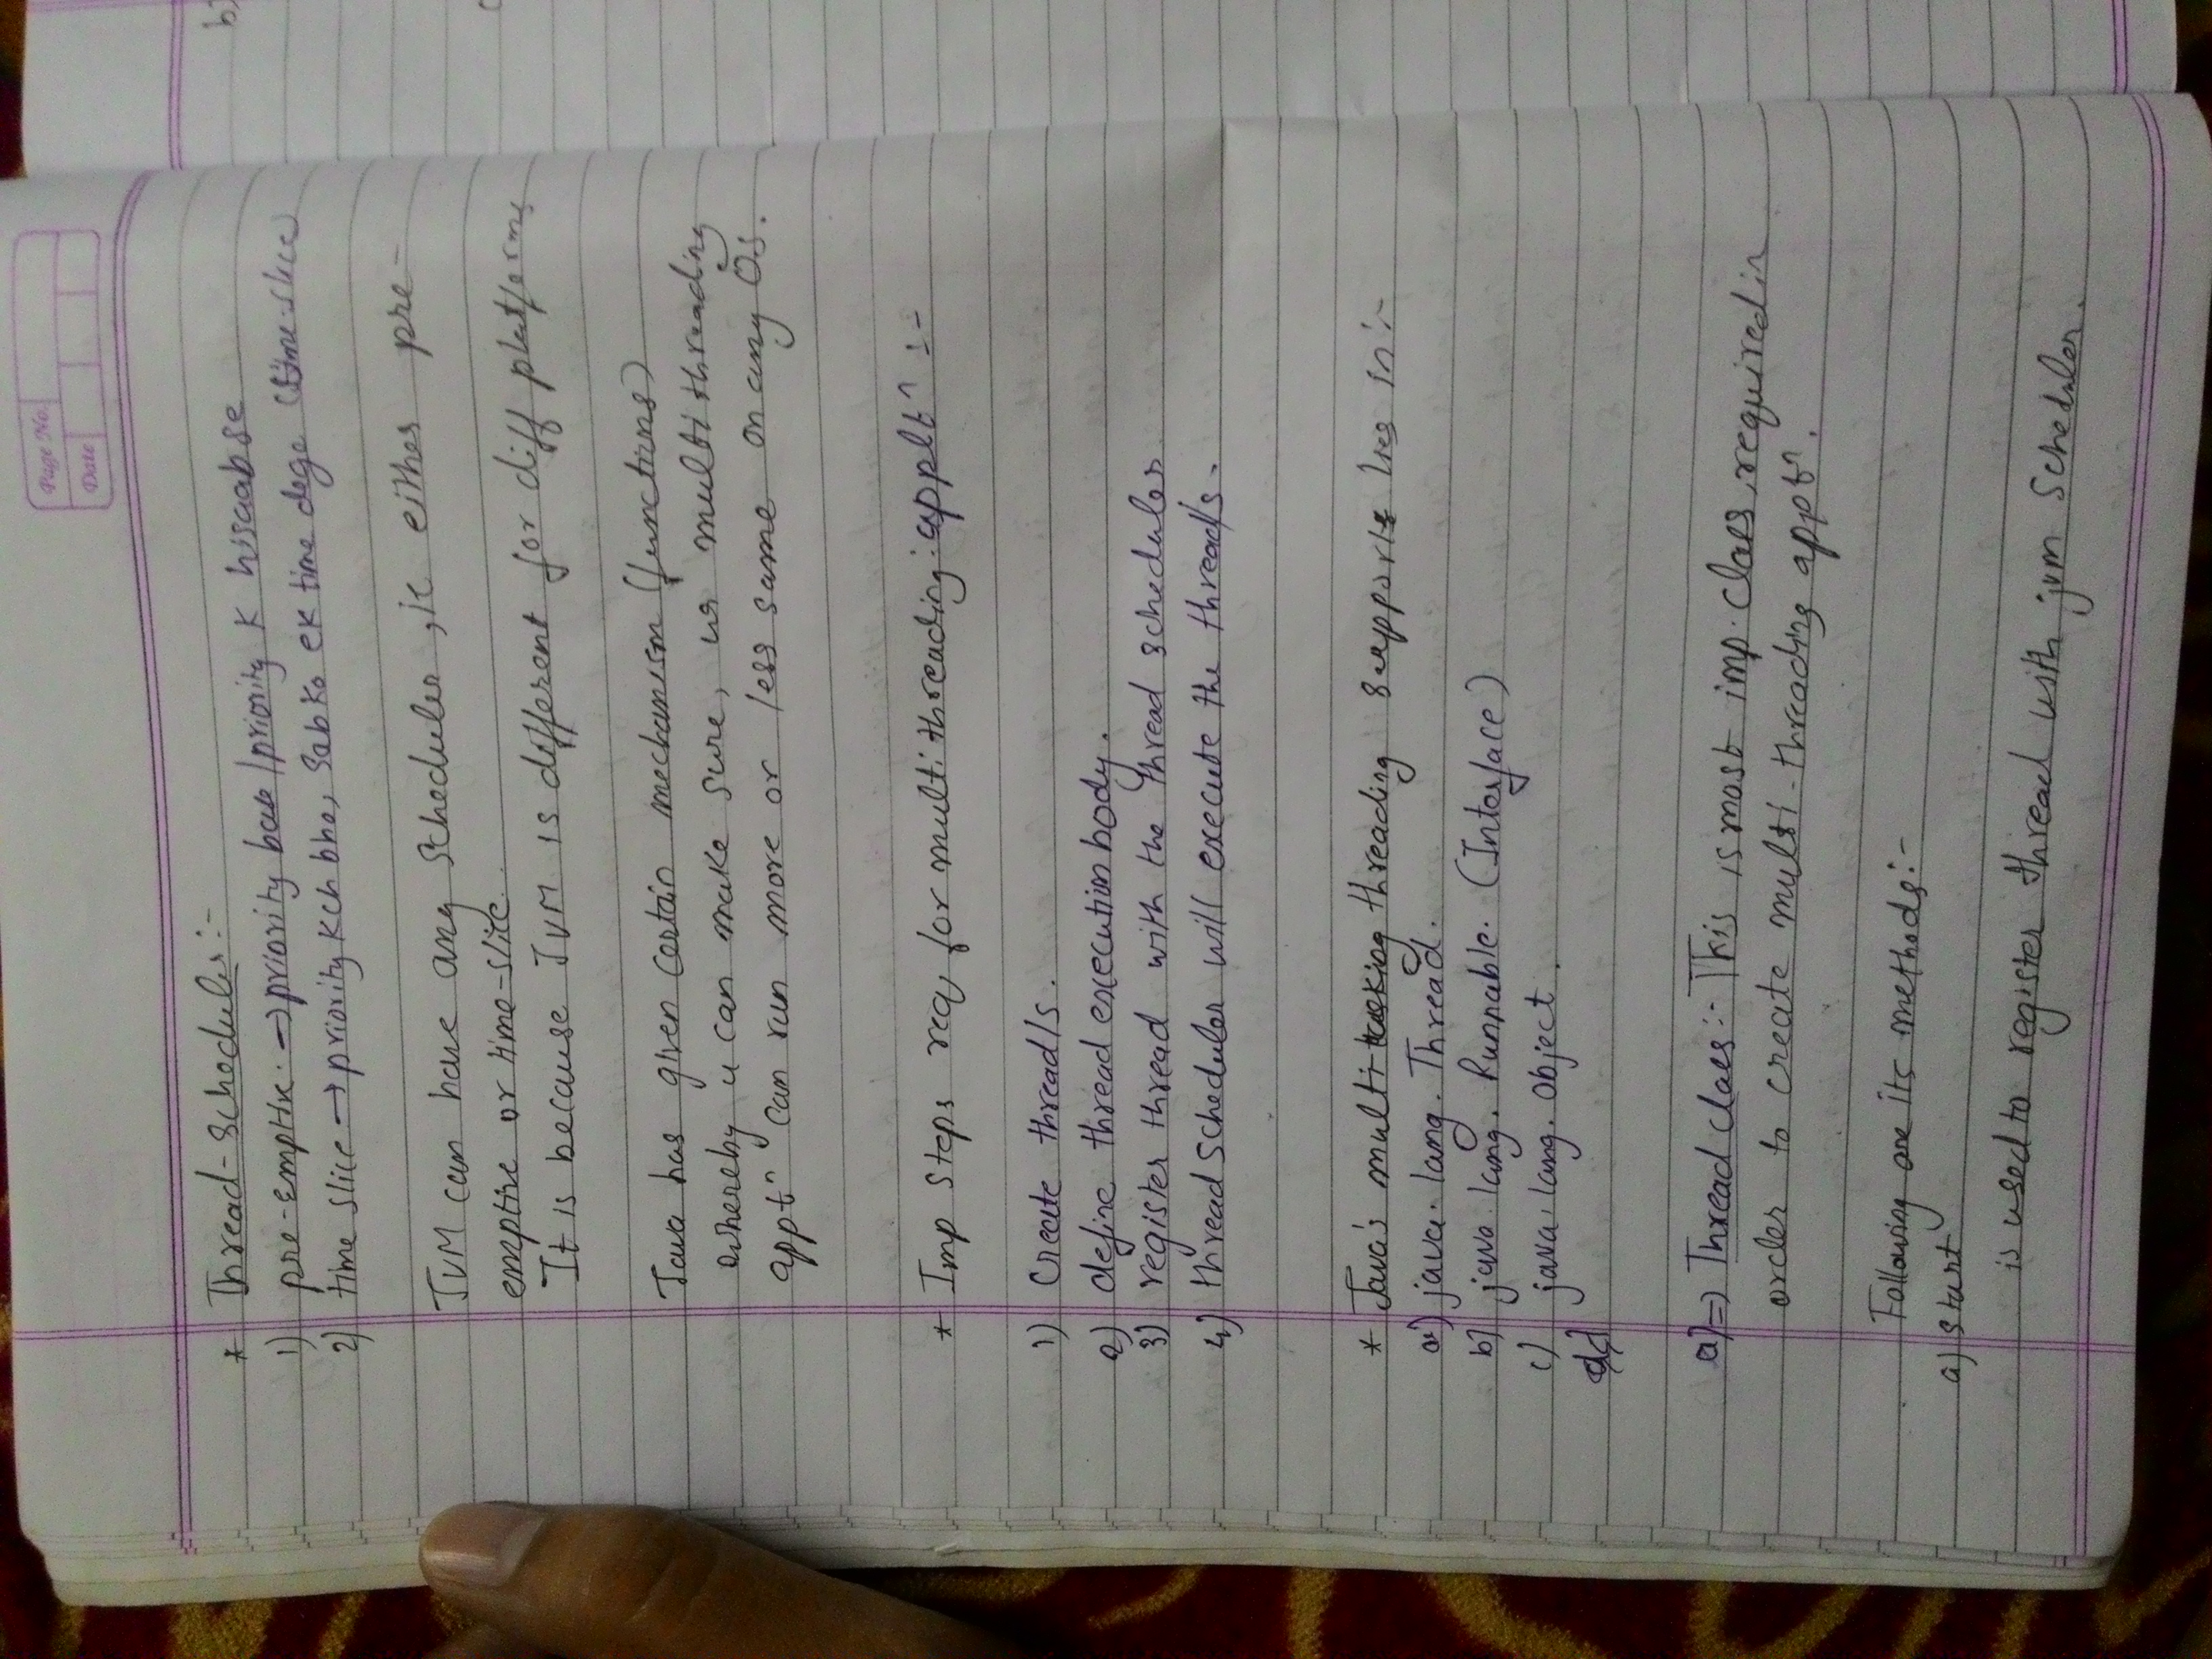 Page No.
Date
* Thread-Scheduler :-
1) pre-emptive. → priority base / priority K hisaab se
2) time slice → priority kch bho, sabko ek time dega (time-slice)
JVM can have any scheduler, ie either pre-
emptive or time-slice.
It is because JVM is different for diff platforms
Java has given certain mechanism (functions)
whereby u can make sure, ur multithreading
appt^n can run more or less same on any OS.
* Imp steps req, for multithreading applt^n :-
1) Create thread/s.
2) define thread execution body.
3) register thread with the thread scheduler
4) thread scheduler will execute the thread/s.
* Java's multi-tasking threading supports lies in :-
a) java. lang. Thread.
b) java lang. Runnable. (Interface)
c) java. lang. object.
d)
a) => Thread class :- This is most imp. class, required in
order to create multi-threading appt^n.
Following are its methods :-
a) start
is used to register thread with jvm scheduler.
b)